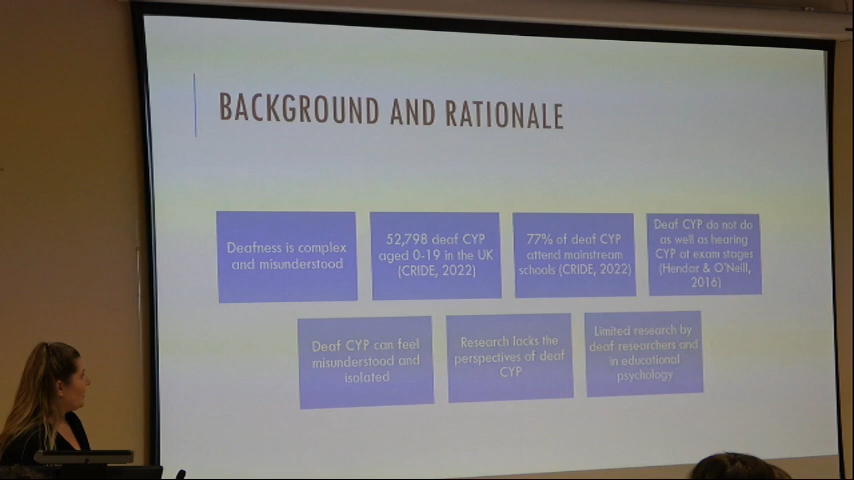 BACKGROUND AND RATIONALE
Deafness is complex
and misunderstood
52,798 deaf CYP
aged 0-19 in the UK
(CRIDE, 2022)
77% of deaf CYP
attend mainstream
schools (CRIDE, 2022)
Deaf CYP do not do
as well as hearing
CYP at exam stages
(Hendar & O'Neill,
2016)
Deaf CYP can feel
misunderstood and
isolated
Research lacks the
perspectives of deaf
CYP
Limited research by
deaf researchers and
in educational
psychology